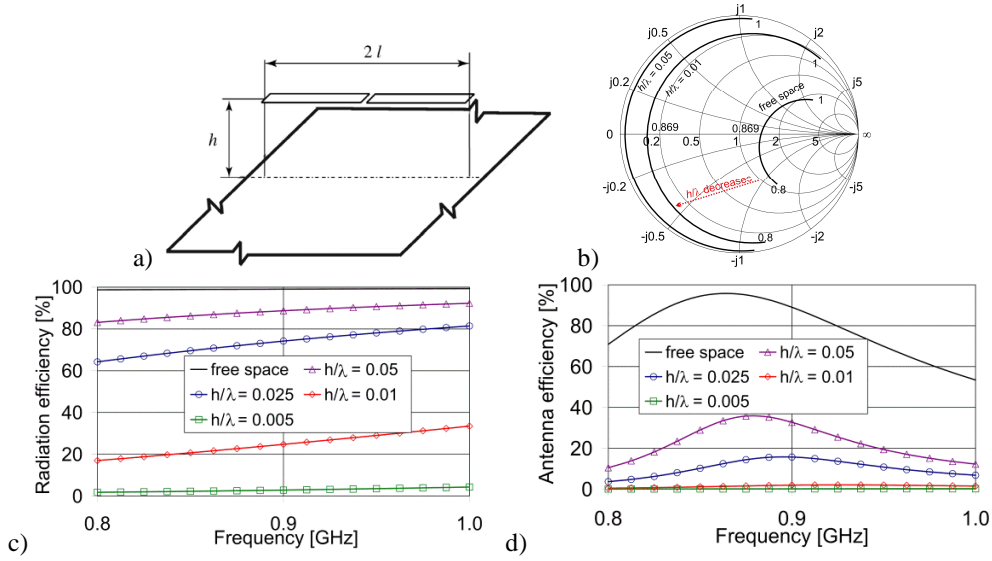 2 l
h
a)
j1
j0.5
j2
j0.2
j5
h/λ = 0.05
h/λ = 0.01
free space
1
1
1
0
0.869
0.869
0.2
0.5
1
2
5
∞
-j0.2
-j5
h/λ decreases
0.8
0.8
-j0.5
-j2
-j1
b)
100
80
60
40
20
0
Radiation efficiency [%]
free space
h/λ = 0.05
h/λ = 0.025
h/λ = 0.01
h/λ = 0.005
0.8
0.9
1.0
Frequency [GHz]
c)
100
80
60
40
20
0
Antenna efficiency [%]
free space
h/λ = 0.05
h/λ = 0.025
h/λ = 0.01
h/λ = 0.005
0.8
0.9
1.0
Frequency [GHz]
d)